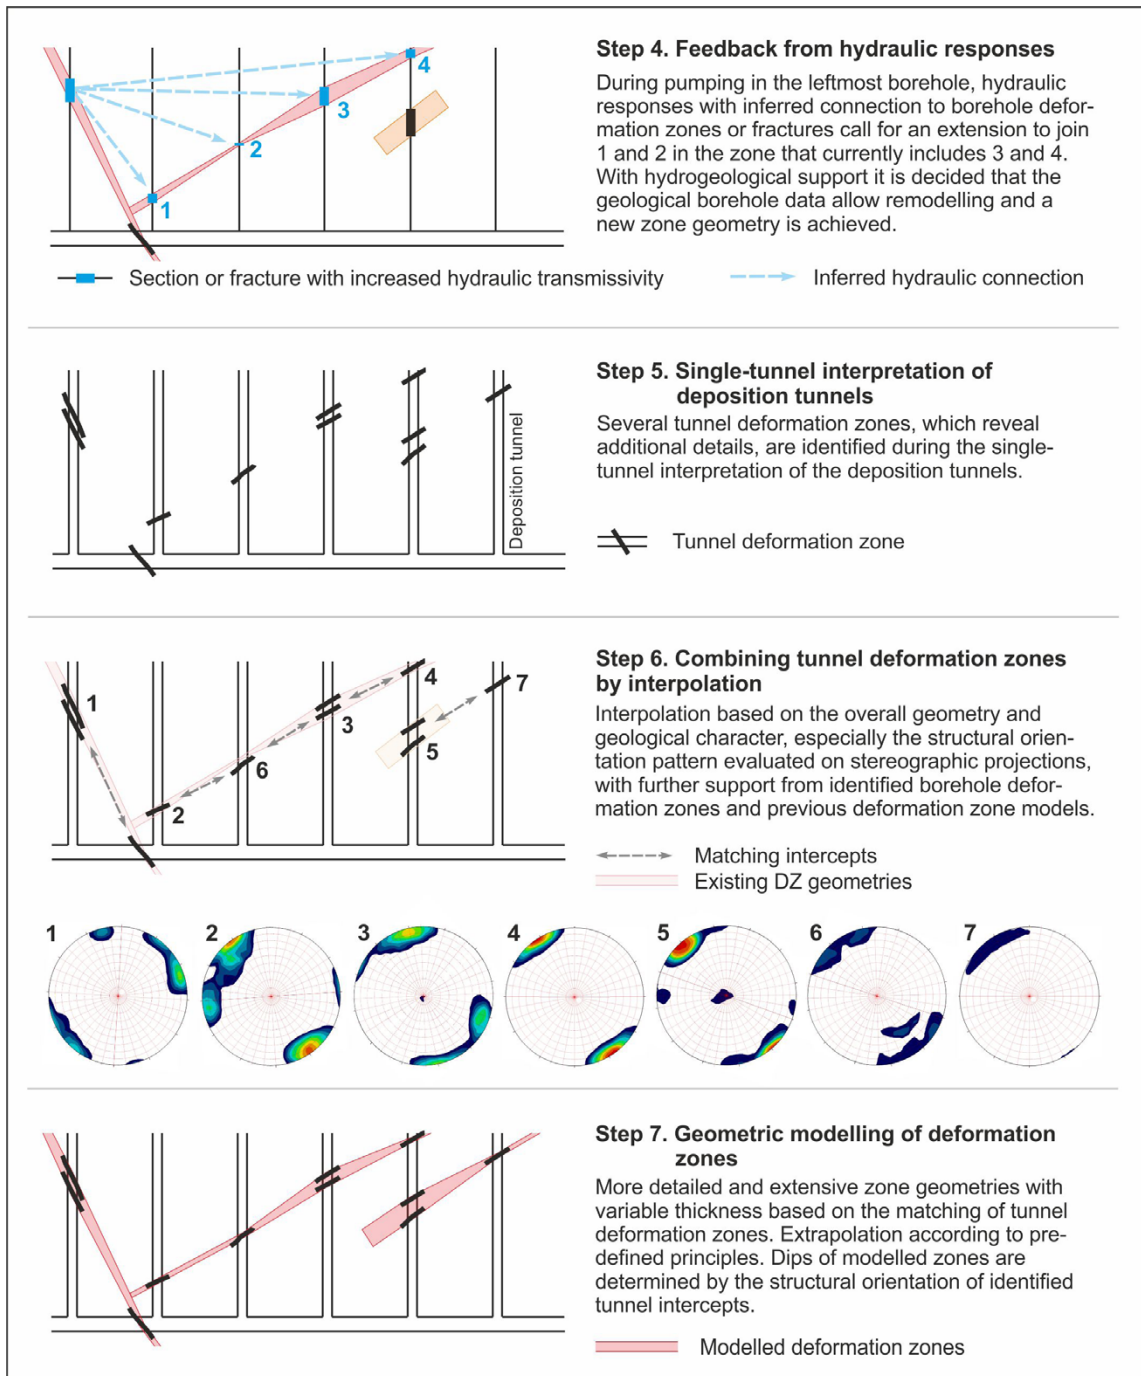 Step 4. Feedback from hydraulic responses
During pumping in the leftmost borehole, hydraulic
responses with inferred connection to borehole defor-
mation zones or fractures call for an extension to join
1 and 2 in the zone that currently includes 3 and 4.
With hydrogeological support it is decided that the
geological borehole data allow remodelling and a
new zone geometry is achieved.
4
3
2
1
Section or fracture with increased hydraulic transmissivity
Inferred hydraulic connection
Step 5. Single-tunnel interpretation of
deposition tunnels
Several tunnel deformation zones, which reveal
additional details, are identified during the single-
tunnel interpretation of the deposition tunnels.
Deposition tunnel
Tunnel deformation zone
Step 6. Combining tunnel deformation zones
by interpolation
Interpolation based on the overall geometry and
geological character, especially the structural orien-
tation pattern evaluated on stereographic projections,
with further support from identified borehole defor-
mation zones and previous deformation zone models.
1
4
7
3
5
6
2
Matching intercepts
Existing DZ geometries
1
2
3
4
5
6
7
Step 7. Geometric modelling of deformation
zones
More detailed and extensive zone geometries with
variable thickness based on the matching of tunnel
deformation zones. Extrapolation according to pre-
defined principles. Dips of modelled zones are
determined by the structural orientation of identified
tunnel intercepts.
Modelled deformation zones